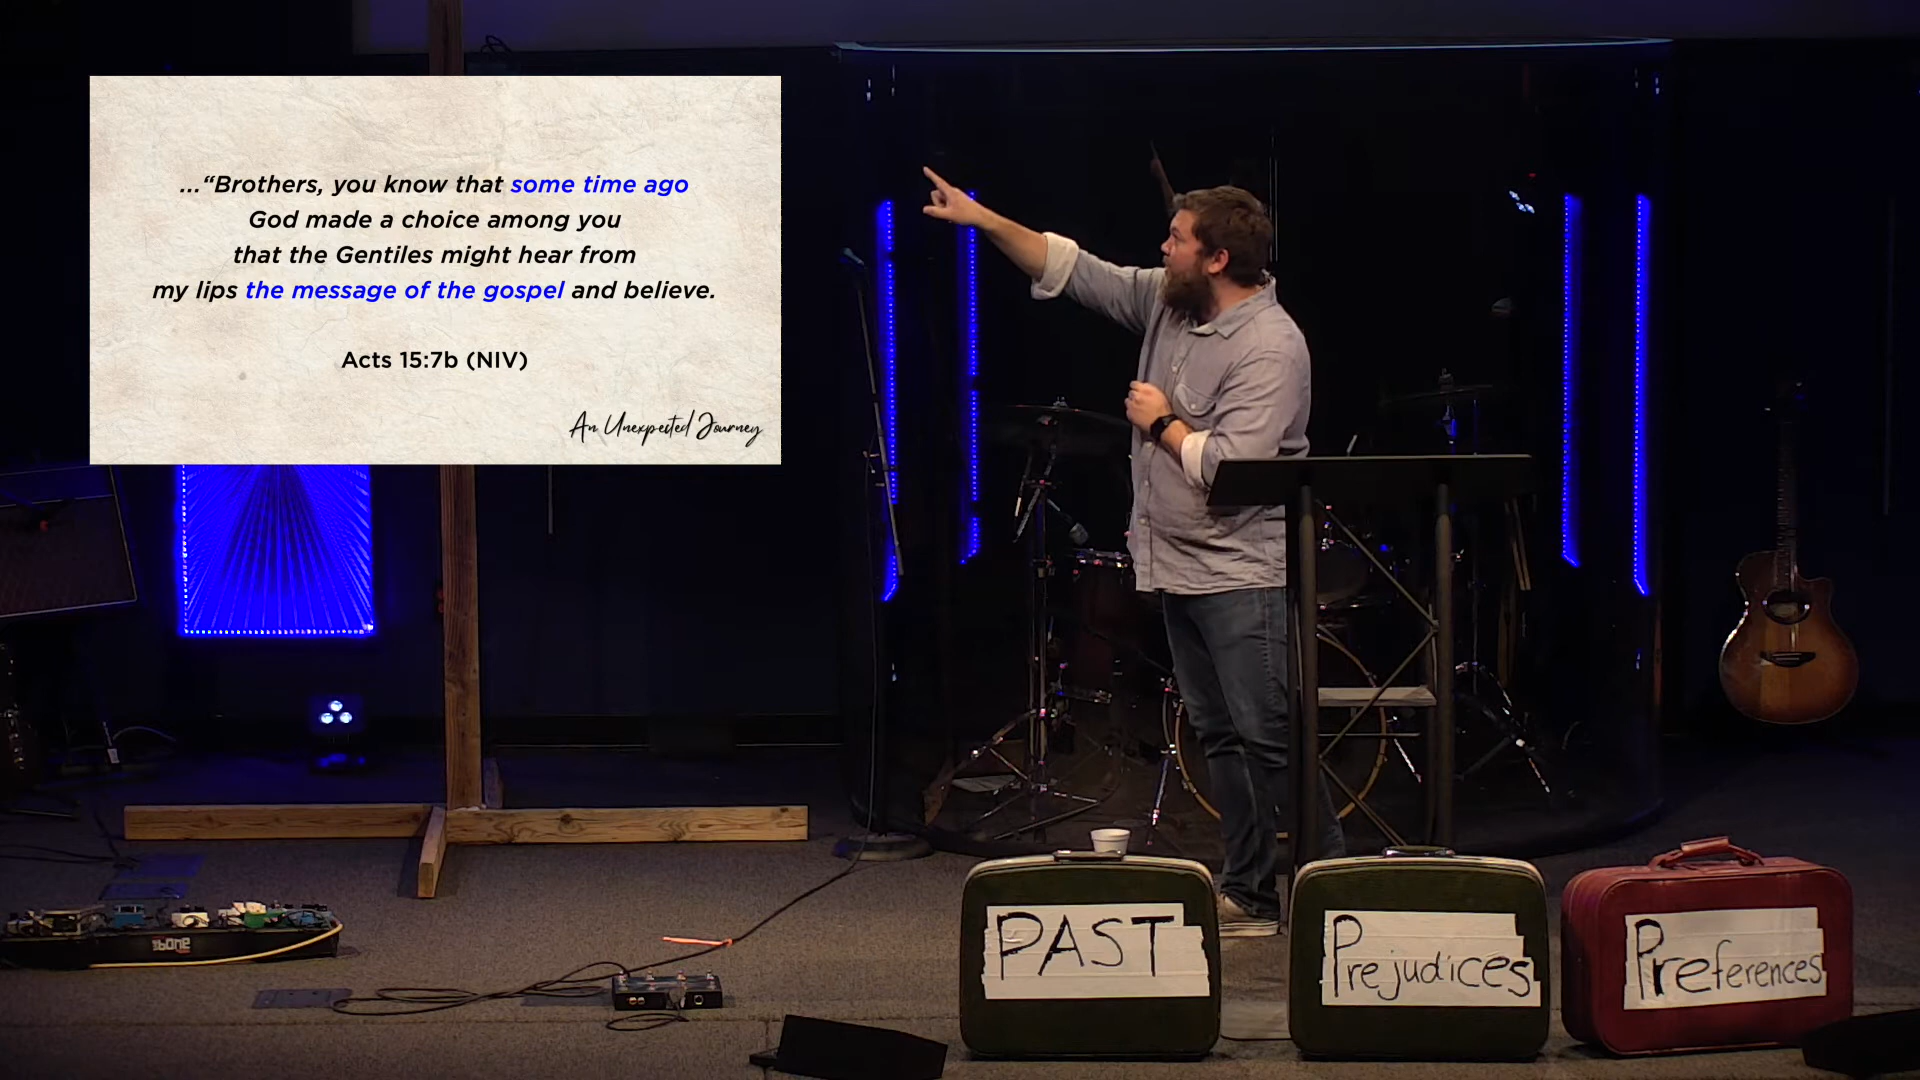 ...“Brothers, you know that some time ago
God made a choice among you
that the Gentiles might hear from
my lips the message of the gospel and believe.
Acts 15:7b (NIV)
An Unexpected Journey
PAST
Prejudices
Preferences